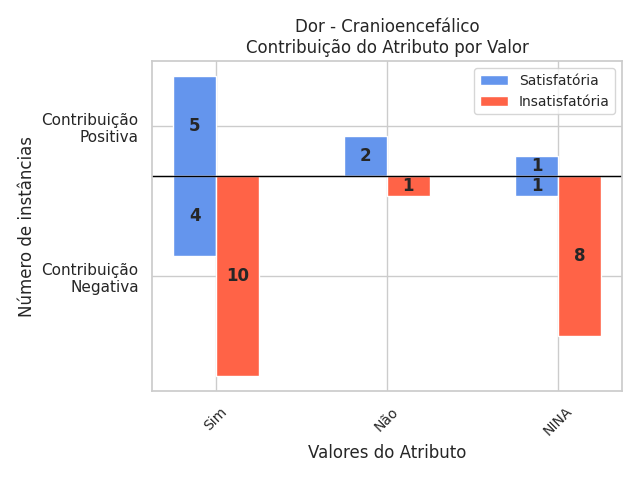 Dor - Cranioencefálico
Contribuição do Atributo por Valor
Satisfatória
Insatisfatória
Contribuição
Positiva
Contribuição
Negativa
Número de instâncias
5
4
10
2
1
1
1
8
Sim
Não
NINA
Valores do Atributo